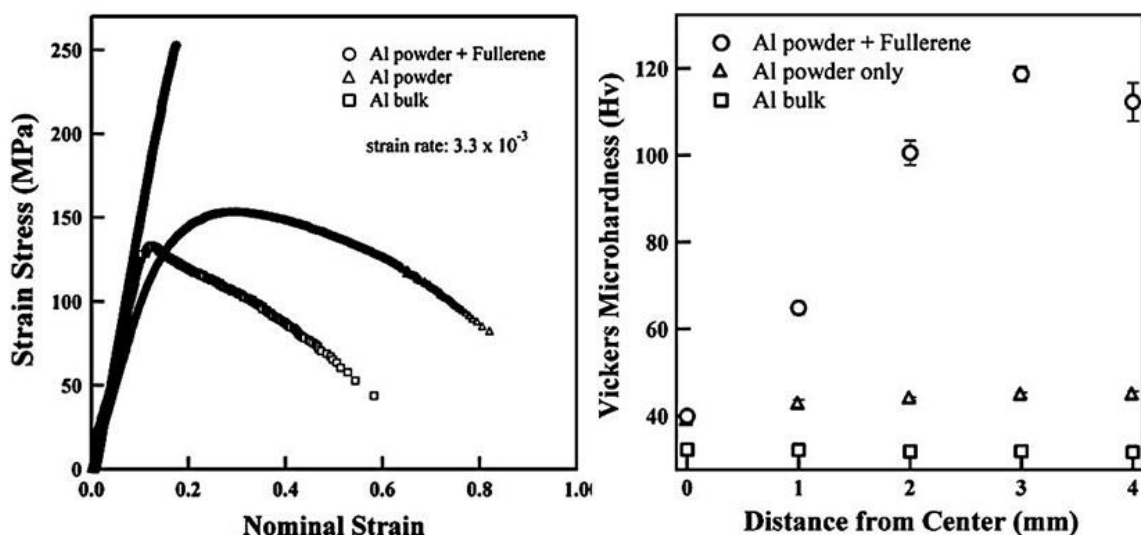 250
200
150
100
50
0
Strain Stress (MPa)
○ Al powder + Fullerene
△ Al powder
□ Al bulk
strain rate: 3.3 x 10⁻³
0.0 0.2 0.4 0.6 0.8 1.0
Nominal Strain
120
100
80
60
40
Vickers Microhardness (Hv)
○ Al powder + Fullerene
△ Al powder only
□ Al bulk
0 1 2 3 4
Distance from Center (mm)